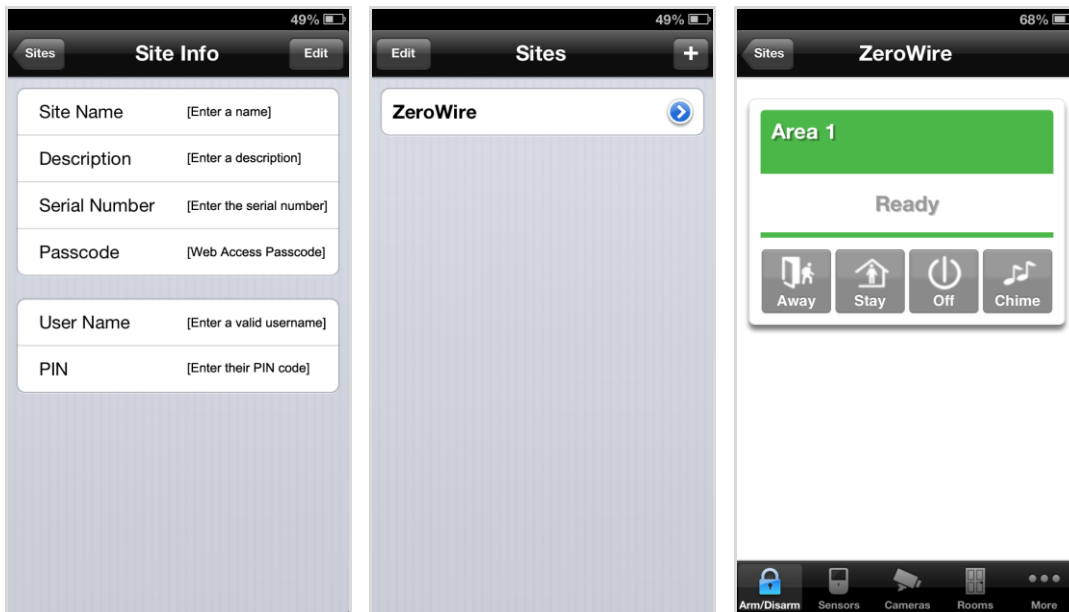 49%
Sites Site Info Edit
Site Name [Enter a name]
Description [Enter a description]
Serial Number [Enter the serial number]
Passcode [Web Access Passcode]
User Name [Enter a valid username]
PIN [Enter their PIN code]
49%
Edit Sites +
ZeroWire
68%
Sites ZeroWire
Area 1
Ready
Away Stay Off Chime
Arm/Disarm Sensors Cameras Rooms More